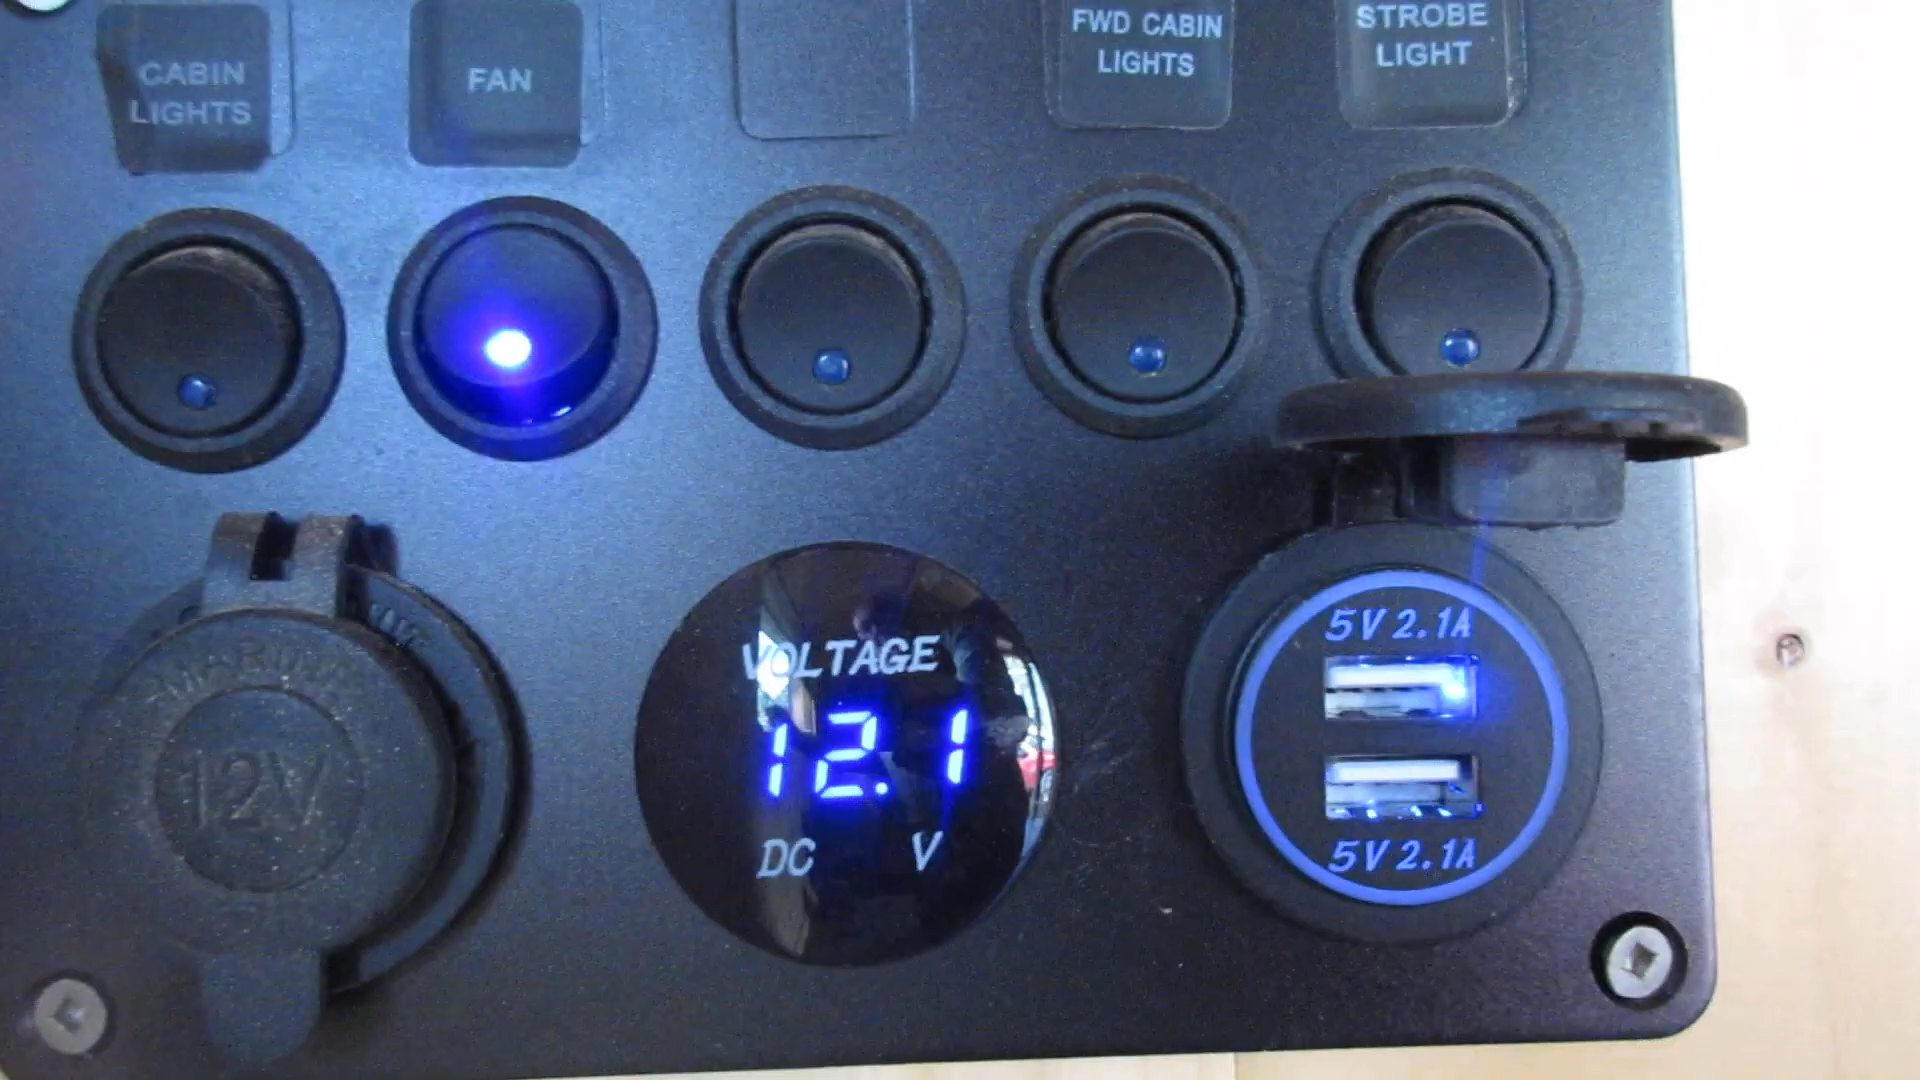 CABIN
LIGHTS
FAN
FWD CABIN
LIGHTS
STROBE
LIGHT
12V
VOLTAGE
12.1
DC V
5V 2.1A
5V 2.1A